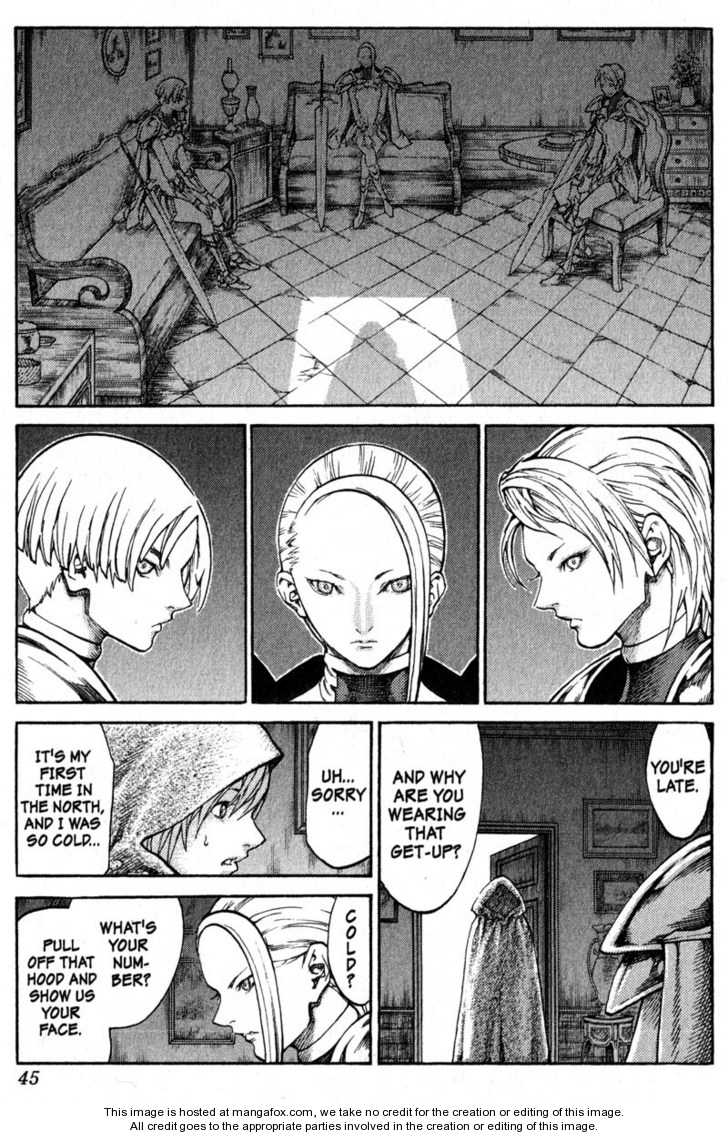 YOU'RE
LATE.
AND WHY
ARE YOU
WEARING
THAT
GET-UP?
UH...
SORRY
...
IT'S MY
FIRST
TIME IN
THE NORTH,
AND I WAS
SO COLD...
C
O
L
D
?
WHAT'S
YOUR
NUM-
BER?
PULL
OFF THAT
HOOD AND
SHOW US
YOUR
FACE.
45
This image is hosted at mangafox.com, we take no credit for the creation or editing of this image.
All credit goes to the appropriate parties involved in the creation or editing of this image.